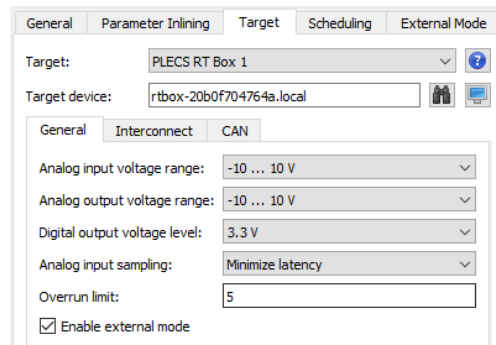 General Parameter Inlining Target Scheduling External Mode
Target: PLECS RT Box 1 ?
Target device: rtbox-20b0f704764a.local
General Interconnect CAN
Analog input voltage range: -10 ... 10 V
Analog output voltage range: -10 ... 10 V
Digital output voltage level: 3.3 V
Analog input sampling: Minimize latency
Overrun limit: 5
Enable external mode